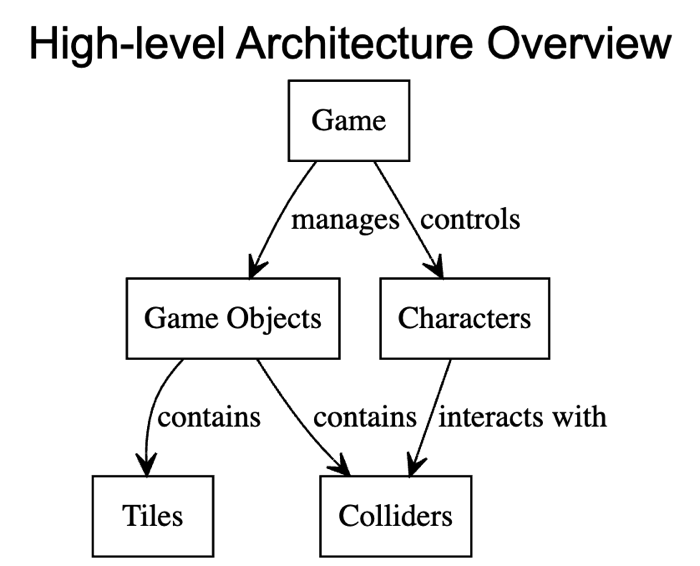 High-level Architecture Overview
Game
manages
controls
Game Objects
Characters
contains
contains
interacts with
Tiles
Colliders